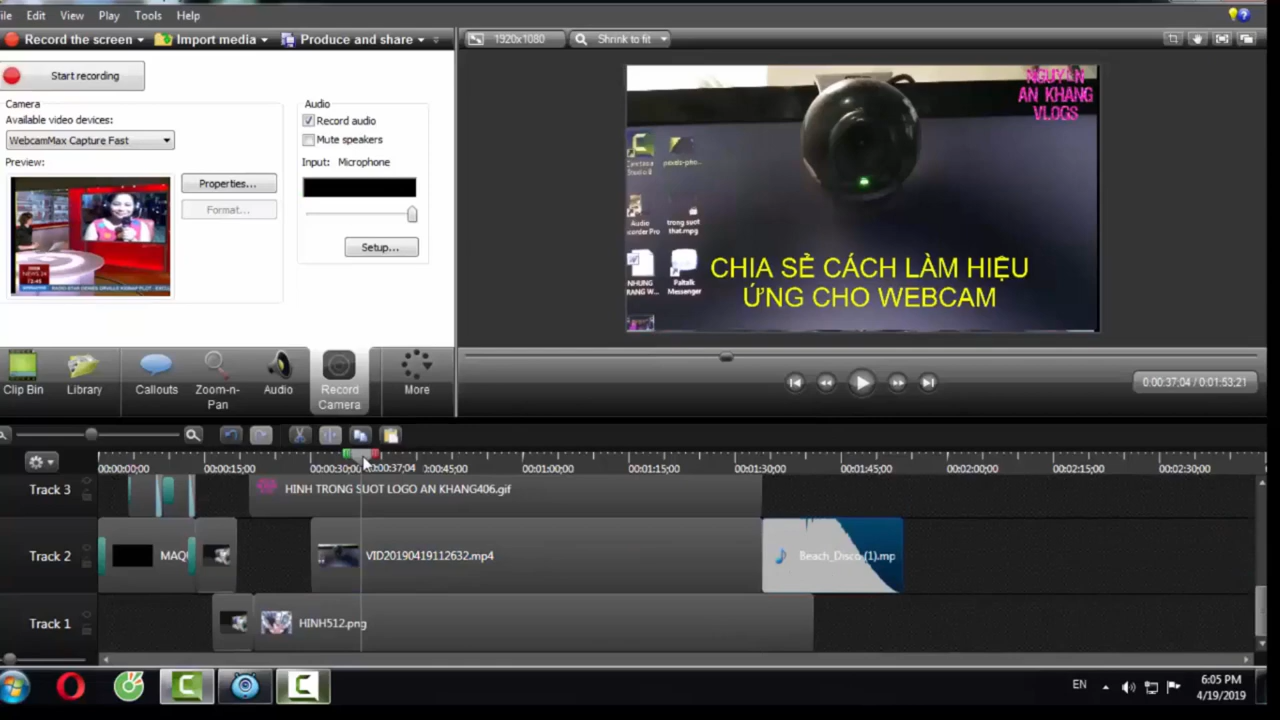 Edit View Play Tools Help
Record the screen Import media Produce and share
1920x1080 Shrink to fit
Start recording
Camera
Available video devices:
WebcamMax Capture Fast
Preview:
Properties...
Format...
Audio
Record audio
Mute speakers
Input: Microphone
Setup...
NGUYEN
AN KHANG
VLOGS
trong suot
that.mpg
Paltalk
Messenger
CHIA SẺ CÁCH LÀM HIỆU
ỨNG CHO WEBCAM
Clip Bin Library Callouts Zoom-n-Pan Audio Record Camera More
0:00:37;04 / 0:01:53;21
00:00:00;00 00:00:15;00 00:00:30;00 00:00:37;04 00:00:45;00 00:01:00;00 00:01:15;00 00:01:30;00 00:01:45;00 00:02:00;00 00:02:15;00 00:02:30;00
Track 3 HINH TRONG SUOT LOGO AN KHANG406.gif
Track 2 VID20190419112632.mp4 Beach_Disco (1).mp
Track 1 HINH512.png
EN
6:05 PM
4/19/2019